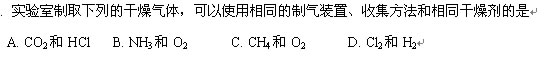 . 实验室制取下列的干燥气体，可以使用相同的制气装置、收集方法和相同干燥剂的是↵
A. CO₂和 HCl B. NH₃和 O₂ C. CH₄和 O₂ D. Cl₂和 H₂↵